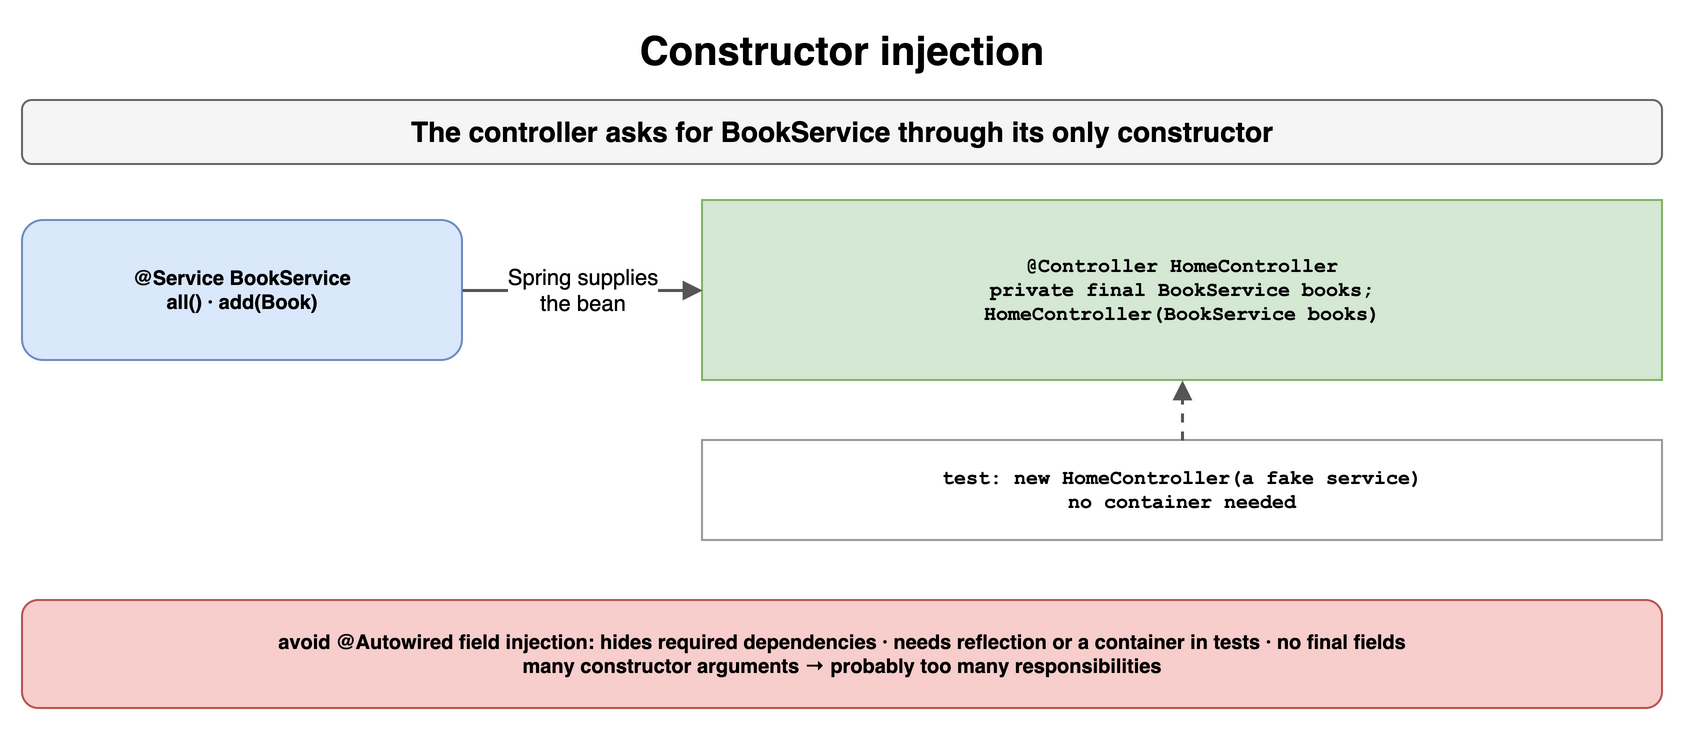 Constructor injection
The controller asks for BookService through its only constructor
@Service BookService
all() · add(Book)
Spring supplies
the bean
@Controller HomeController
private final BookService books;
HomeController(BookService books)
test: new HomeController(a fake service)
no container needed
avoid @Autowired field injection: hides required dependencies · needs reflection or a container in tests · no final fields
many constructor arguments → probably too many responsibilities